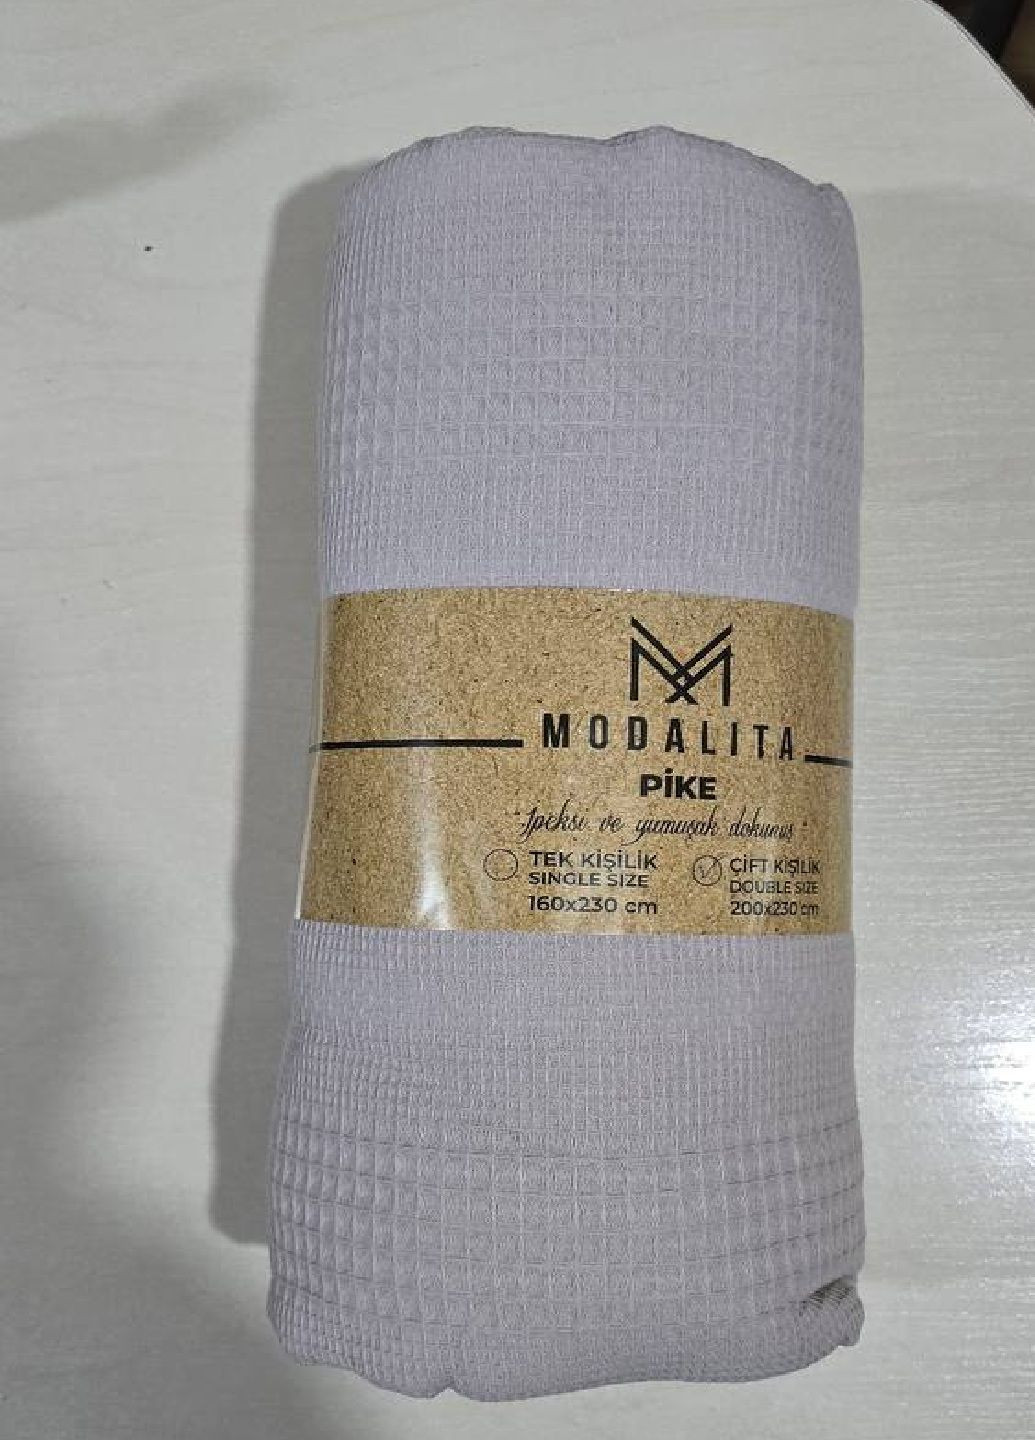 MODALITA
PİKE
"İpeksi ve yumuşak dokunuş"
TEK KİŞİLİK
SINGLE SIZE
160x230 cm
ÇİFT KİŞİLİK
DOUBLE SIZE
200x230 cm